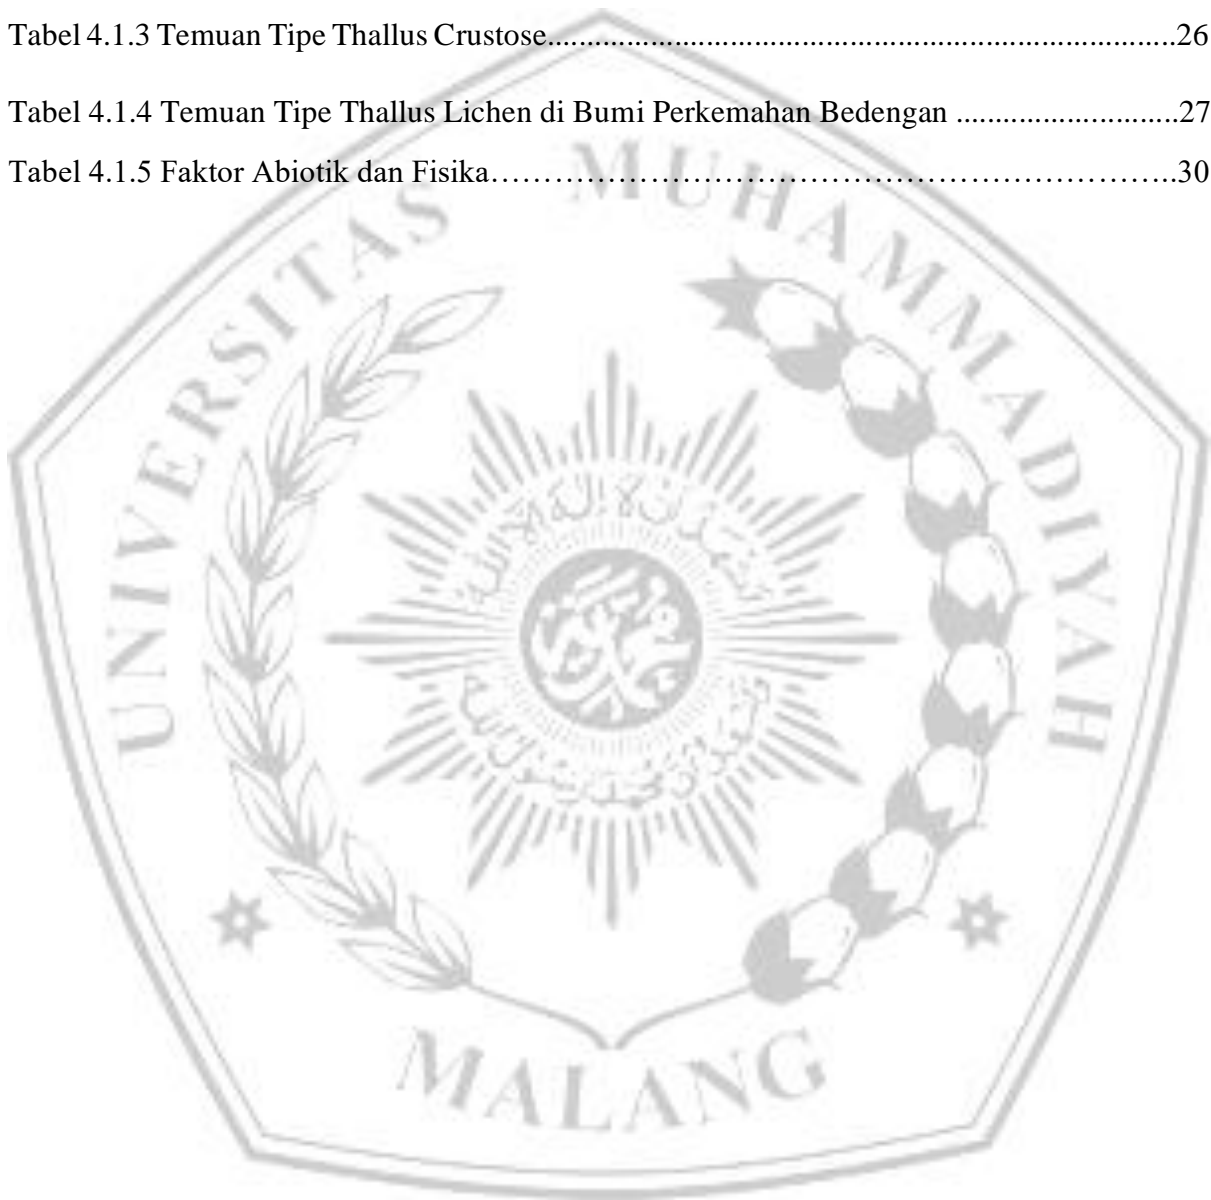 Tabel 4.1.3 Temuan Tipe Thallus Crustose................................................................................26
Tabel 4.1.4 Temuan Tipe Thallus Lichen di Bumi Perkemahan Bedengan ............................27
Tabel 4.1.5 Faktor Abiotik dan Fisika……………………………………………………………..30
UNIVERSITAS MUHAMMADIYAH
MALANG